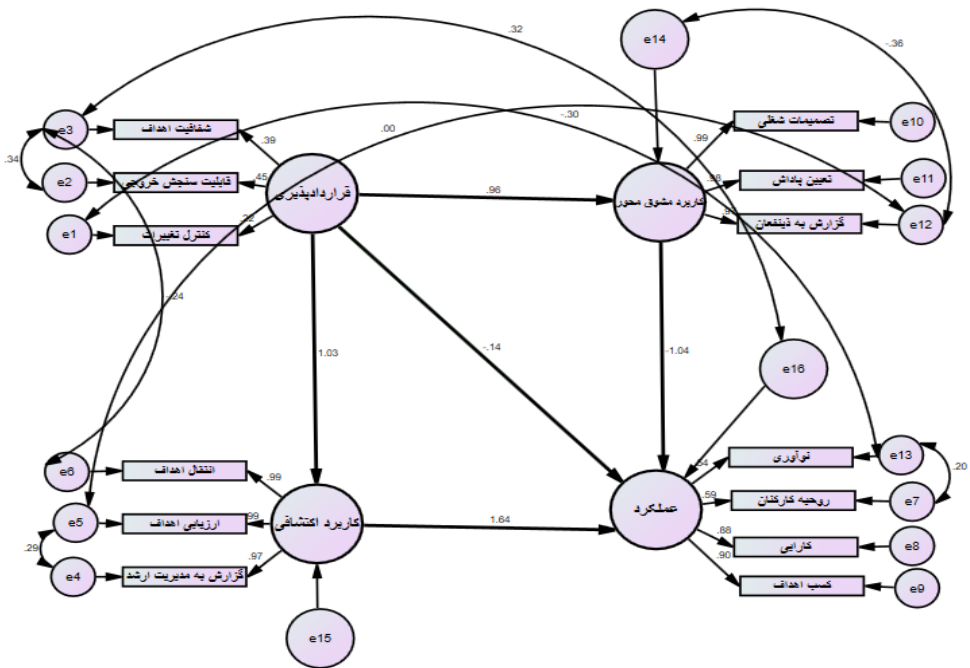 .32
e14
-.36
e3
شفافیت اهداف
.39
.00
-.30
تصمیمات شغلی
e10
.99
.34
e2
قابلیت سنجش خروجی
.45
قراردادپذیری
.96
کاربرد مشوق محور
.98
تعیین پاداش
e11
e1
کنترل تغییرات
.22
گزارش به ذینفعان
e12
-.24
1.03
-.14
-1.04
e16
e6
انتقال اهداف
.99
نوآوری
e13
.20
e5
ارزیابی اهداف
.99
کاربرد اکتشافی
1.64
عملکرد
.59
روحیه کارکنان
e7
.29
e4
گزارش به مدیریت ارشد
.97
.88
کارایی
e8
.90
کسب اهداف
e9
e15